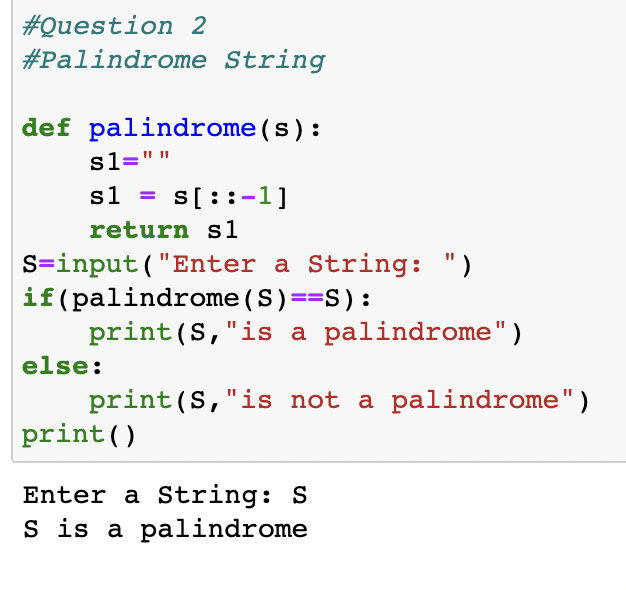 #Question 2
#Palindrome String
def palindrome(s):
    s1=""
    s1 = s[::-1]
    return s1
S=input("Enter a String: ")
if(palindrome(S)==S):
    print(S,"is a palindrome")
else:
    print(S,"is not a palindrome")
print()
Enter a String: S
S is a palindrome